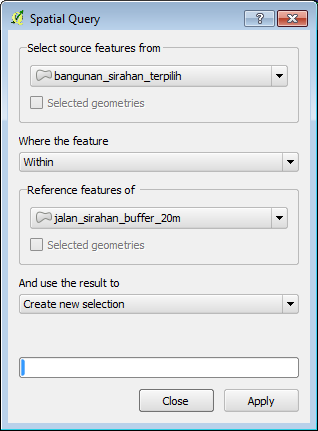 Spatial Query
?
Select source features from
bangunan_sirahan_terpilih
Selected geometries
Where the feature
Within
Reference features of
jalan_sirahan_buffer_20m
Selected geometries
And use the result to
Create new selection
Close
Apply